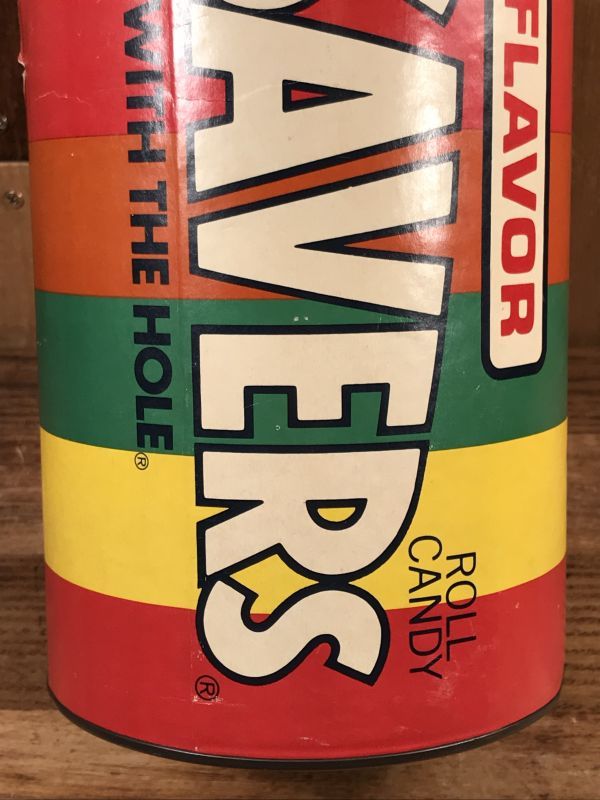 FLAVOR
AVERS®
ROLL
CANDY
WITH THE HOLE®